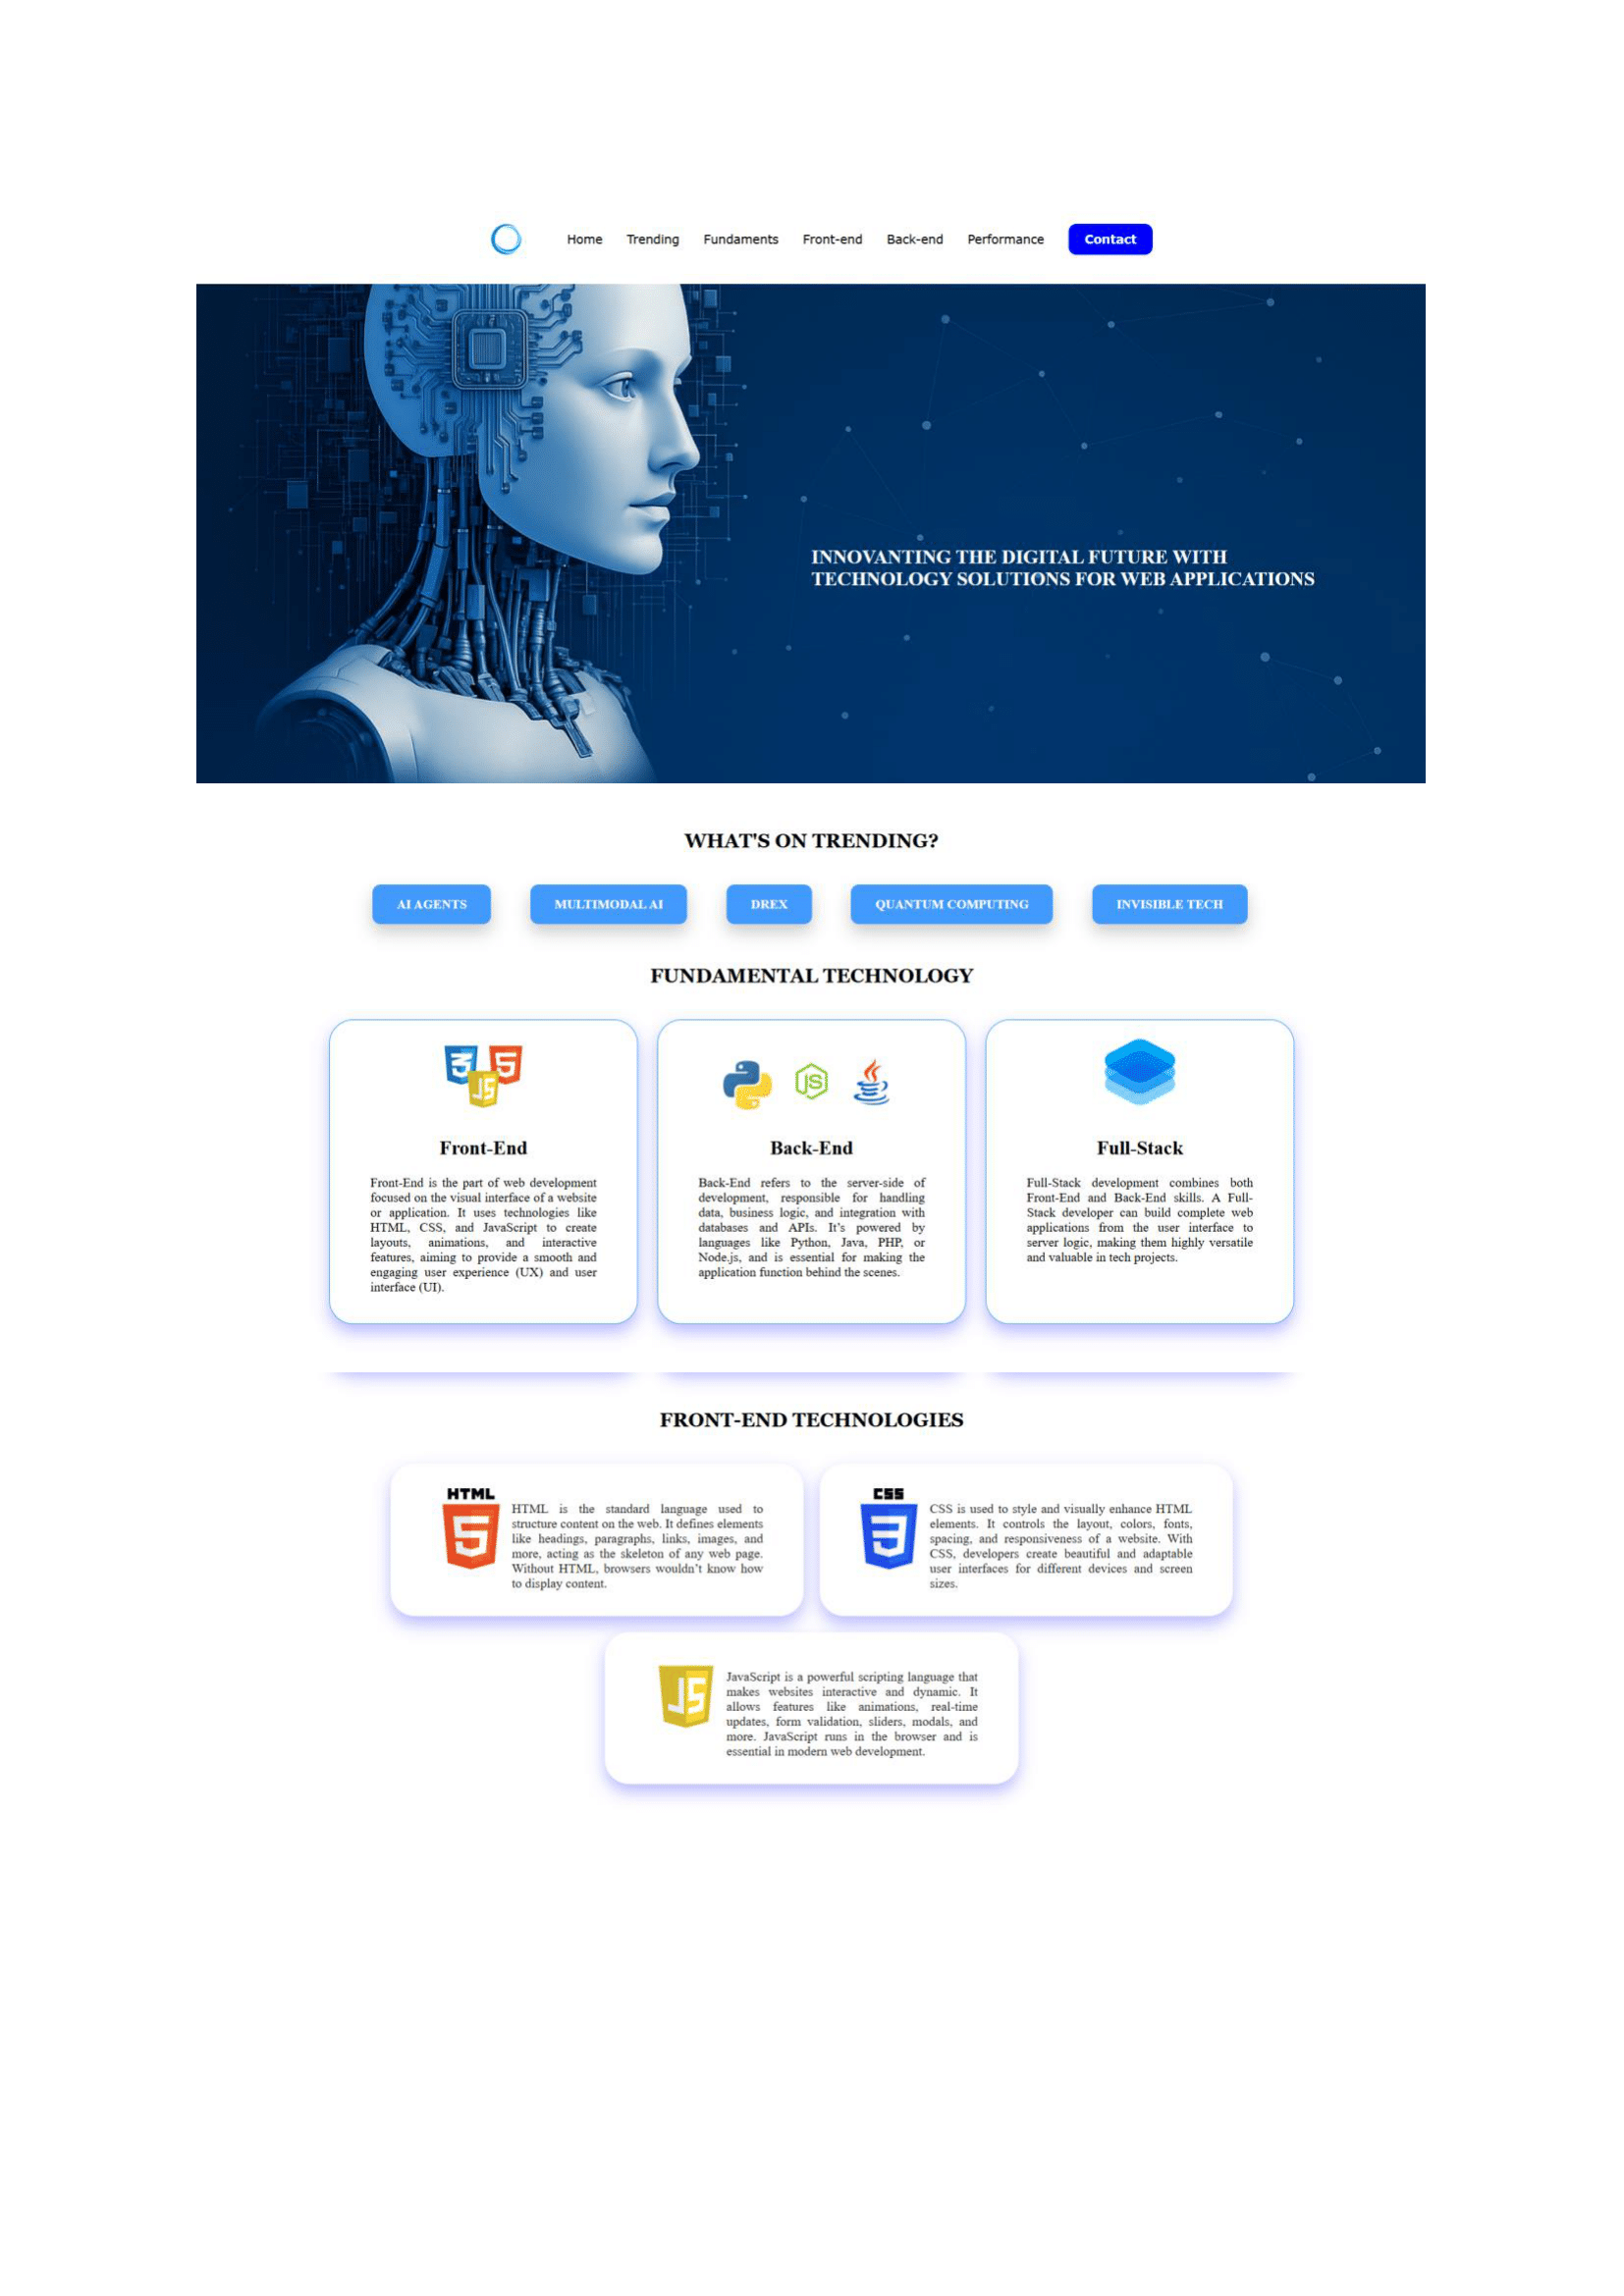 Home Trending Fundaments Front-end Back-end Performance Contact
INNOVANTING THE DIGITAL FUTURE WITH
TECHNOLOGY SOLUTIONS FOR WEB APPLICATIONS
WHAT'S ON TRENDING?
AI AGENTS MULTIMODAL AI DREX QUANTUM COMPUTING INVISIBLE TECH
FUNDAMENTAL TECHNOLOGY
3 5
JS
JS
Front-End
Front-End is the part of web development
focused on the visual interface of a website
or application. It uses technologies like
HTML, CSS, and JavaScript to create
layouts, animations, and interactive
features, aiming to provide a smooth and
engaging user experience (UX) and user
interface (UI).
Back-End
Back-End refers to the server-side of
development, responsible for handling
data, business logic, and integration with
databases and APIs. It’s powered by
languages like Python, Java, PHP, or
Node.js, and is essential for making the
application function behind the scenes.
Full-Stack
Full-Stack development combines both
Front-End and Back-End skills. A Full-
Stack developer can build complete web
applications from the user interface to
server logic, making them highly versatile
and valuable in tech projects.
FRONT-END TECHNOLOGIES
HTML
5
HTML is the standard language used to
structure content on the web. It defines elements
like headings, paragraphs, links, images, and
more, acting as the skeleton of any web page.
Without HTML, browsers wouldn’t know how
to display content.
CSS
3
CSS is used to style and visually enhance HTML
elements. It controls the layout, colors, fonts,
spacing, and responsiveness of a website. With
CSS, developers create beautiful and adaptable
user interfaces for different devices and screen
sizes.
JS
JavaScript is a powerful scripting language that
makes websites interactive and dynamic. It
allows features like animations, real-time
updates, form validation, sliders, modals, and
more. JavaScript runs in the browser and is
essential in modern web development.